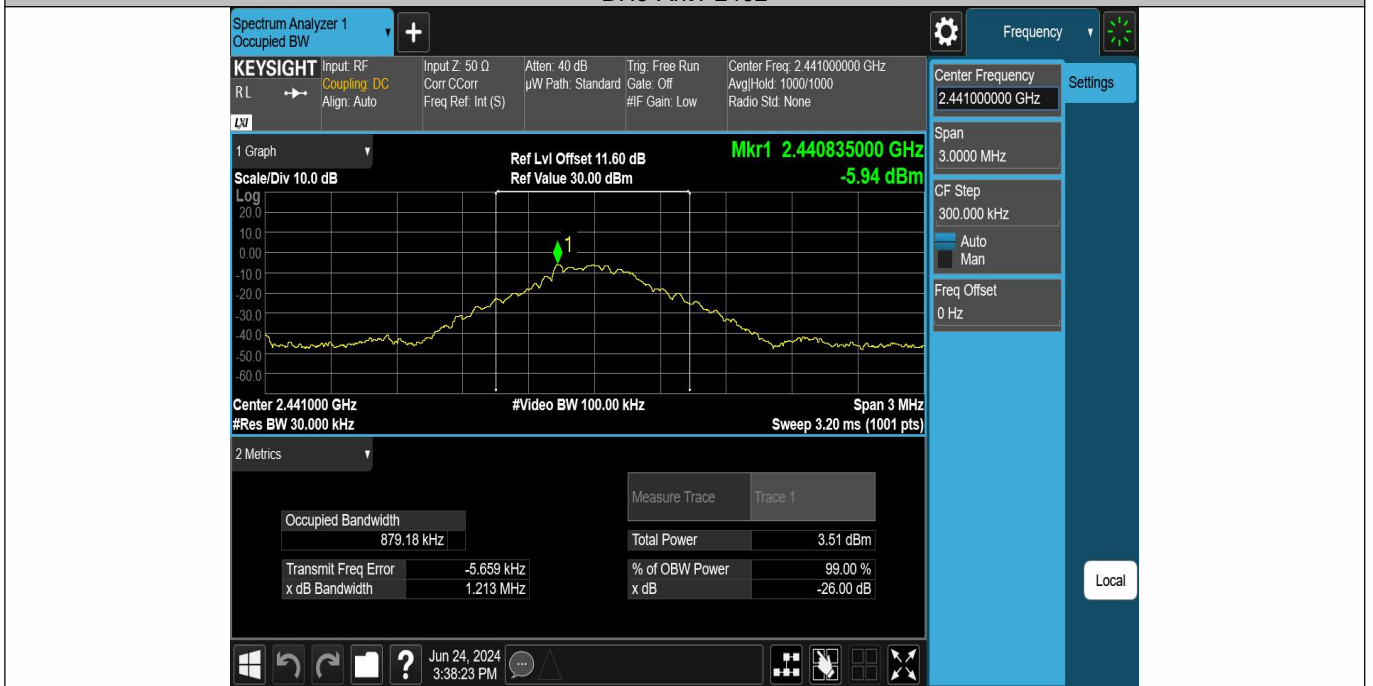 Spectrum Analyzer 1
Occupied BW
+
Frequency
KEYSIGHT
RL
LXI
Input: RF
Coupling: DC
Align: Auto
Input Z: 50 Ω
Corr CCorr
Freq Ref: Int (S)
Atten: 40 dB
µW Path: Standard
Trig: Free Run
Gate: Off
#IF Gain: Low
Center Freq: 2.441000000 GHz
Avg|Hold: 1000/1000
Radio Std: None
Center Frequency
2.441000000 GHz
Settings
Span
3.0000 MHz
CF Step
300.000 kHz
Auto
Man
Freq Offset
0 Hz
Local
1 Graph
Scale/Div 10.0 dB
Ref Lvl Offset 11.60 dB
Ref Value 30.00 dBm
Mkr1 2.440835000 GHz
-5.94 dBm
Log
20.0
10.0
0.00
-10.0
-20.0
-30.0
-40.0
-50.0
-60.0
1
Center 2.441000 GHz
#Video BW 100.00 kHz
Span 3 MHz
#Res BW 30.000 kHz
Sweep 3.20 ms (1001 pts)
2 Metrics
Measure Trace Trace 1
Occupied Bandwidth
879.18 kHz
Total Power 3.51 dBm
Transmit Freq Error -5.659 kHz
% of OBW Power 99.00 %
x dB Bandwidth 1.213 MHz
x dB -26.00 dB
?
Jun 24, 2024
3:38:23 PM